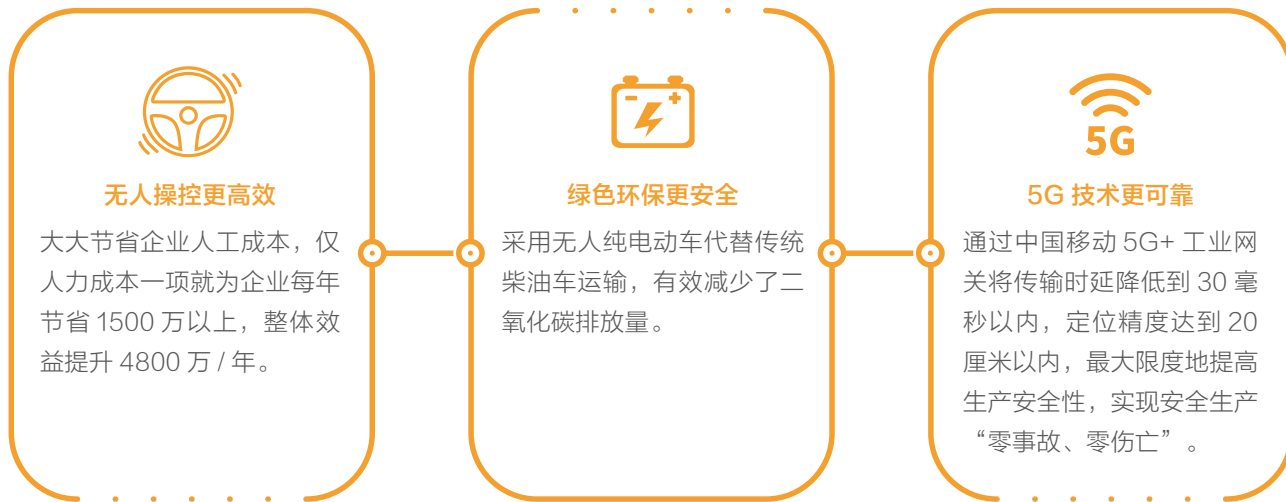 无人操控更高效
大大节省企业人工成本，仅
人力成本一项就为企业每年
节省 1500 万以上，整体效
益提升 4800 万 / 年。
绿色环保更安全
采用无人纯电动车代替传统
柴油车运输，有效减少了二
氧化碳排放量。
5G
5G 技术更可靠
通过中国移动 5G+ 工业网
关将传输时延降低到 30 毫
秒以内，定位精度达到 20
厘米以内，最大限度地提高
生产安全性，实现安全生产
“零事故、零伤亡”。